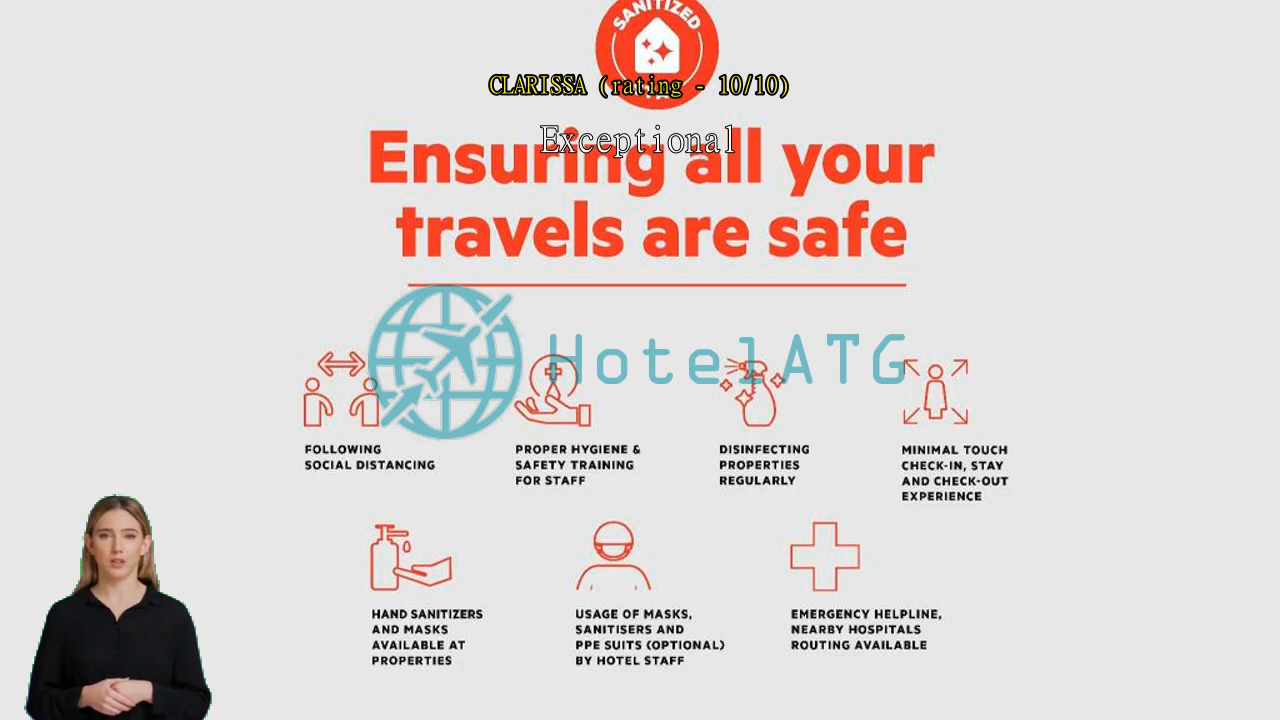 SANITIZED
CLARISSA (rating - 10/10)
Exceptional
Ensuring all your
travels are safe
HotelATG
FOLLOWING
SOCIAL DISTANCING
PROPER HYGIENE &
SAFETY TRAINING
FOR STAFF
DISINFECTING
PROPERTIES
REGULARLY
MINIMAL TOUCH
CHECK-IN, STAY
AND CHECK-OUT
EXPERIENCE
HAND SANITIZERS
AND MASKS
AVAILABLE AT
PROPERTIES
USAGE OF MASKS,
SANITISERS AND
PPE SUITS (OPTIONAL)
BY HOTEL STAFF
EMERGENCY HELPLINE,
NEARBY HOSPITALS
ROUTING AVAILABLE